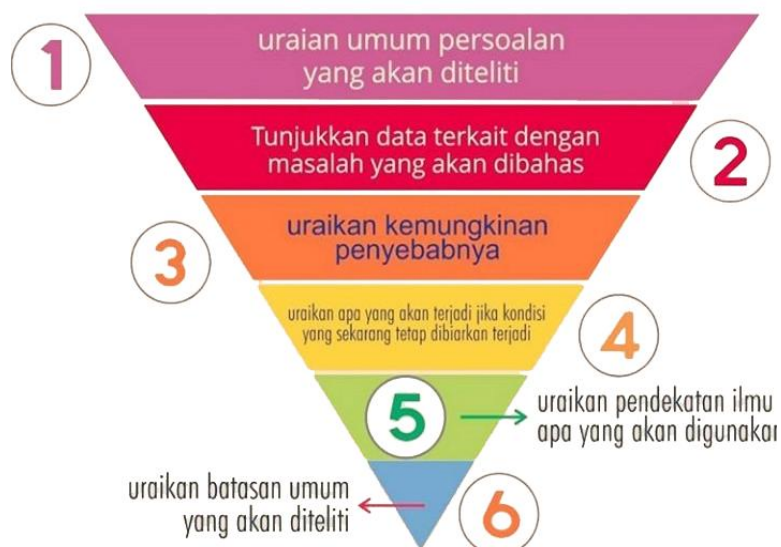 1
uraian umum persoalan
yang akan diteliti
Tunjukkan data terkait dengan
masalah yang akan dibahas
2
uraikan kemungkinan
penyebabnya
3
uraikan apa yang akan terjadi jika kondisi
yang sekarang tetap dibiarkan terjadi
4
5
uraikan pendekatan ilmu
apa yang akan digunakan
uraikan batasan umum
yang akan diteliti
6